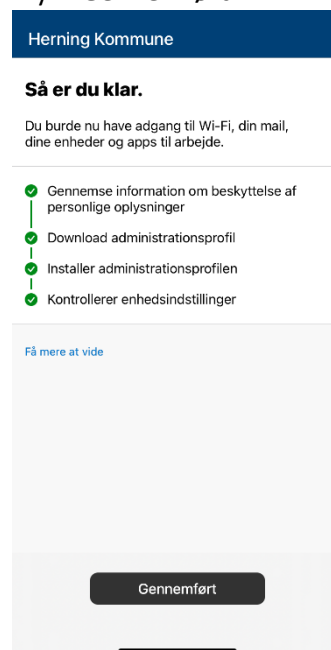 Herning Kommune
Så er du klar.
Du burde nu have adgang til Wi-Fi, din mail,
dine enheder og apps til arbejde.
Gennemse information om beskyttelse af
personlige oplysninger
Download administrationsprofil
Installer administrationsprofilen
Kontrollerer enhedsindstillinger
Få mere at vide
Gennemført